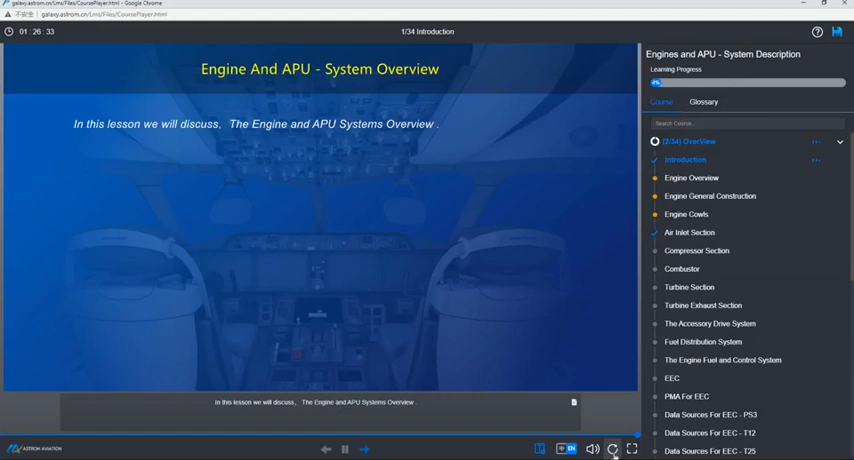 galaxy.astrom.cn/Lms/Files/CoursePlayer.html - Google Chrome
不安全 | galaxy.astrom.cn/Lms/Files/CoursePlayer.html
01 : 26 : 33
1/34 Introduction
Engine And APU - System Overview
In this lesson we will discuss、The Engine and APU Systems Overview .
In this lesson we will discuss、The Engine and APU Systems Overview .
ASTROM AVIATION
EN
Engines and APU - System Description
Learning Progress
4%
Course
Glossary
Search Course...
(2/34) OverView
Introduction
Engine Overview
Engine General Construction
Engine Cowls
Air Inlet Section
Compressor Section
Combustor
Turbine Section
Turbine Exhaust Section
The Accessory Drive System
Fuel Distribution System
The Engine Fuel and Control System
EEC
PMA For EEC
Data Sources For EEC - PS3
Data Sources For EEC - T12
Data Sources For EEC - T25